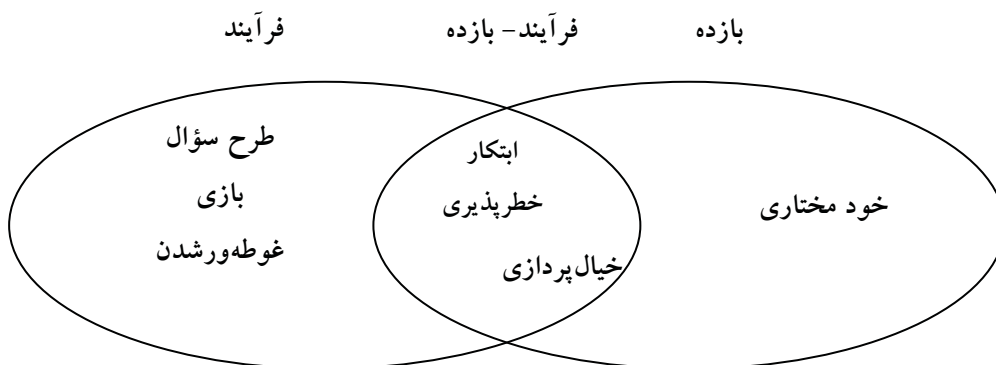 بازده
فرآیند- بازده
فرآیند
طرح سؤال
بازی
غوطه‌ورشدن
ابتکار
خطرپذیری
خیال‌پردازی
خود مختاری